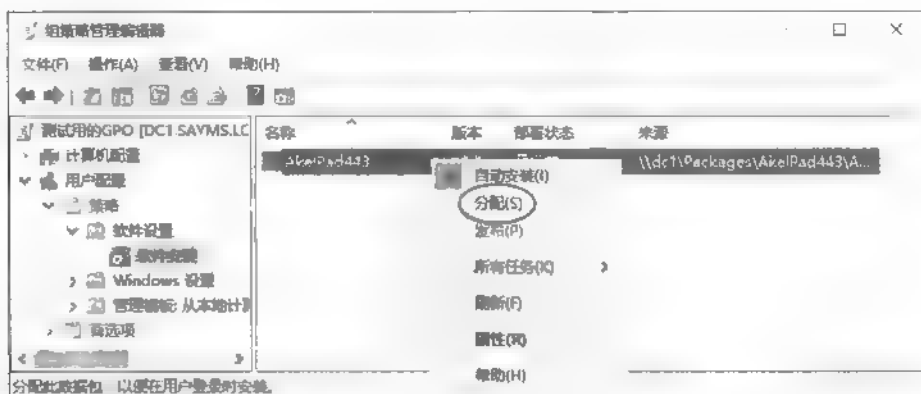 组策略管理编辑器
文件(F) 操作(A) 查看(V) 帮助(H)
测试用的GPO [DC1.SAYMS.LC
名称 版本 部署状态 来源
计算机配置
AkelPad443 \\dc1\Packages\AkelPad443\A...
用户配置
自动安装(I)
策略
分配(S)
软件设置
发布(P)
软件安装
所有任务(K)
Windows 设置
管理模板: 从本地计算
刷新(F)
首选项
属性(R)
帮助(H)
分配此数据包，以便在用户登录时安装。